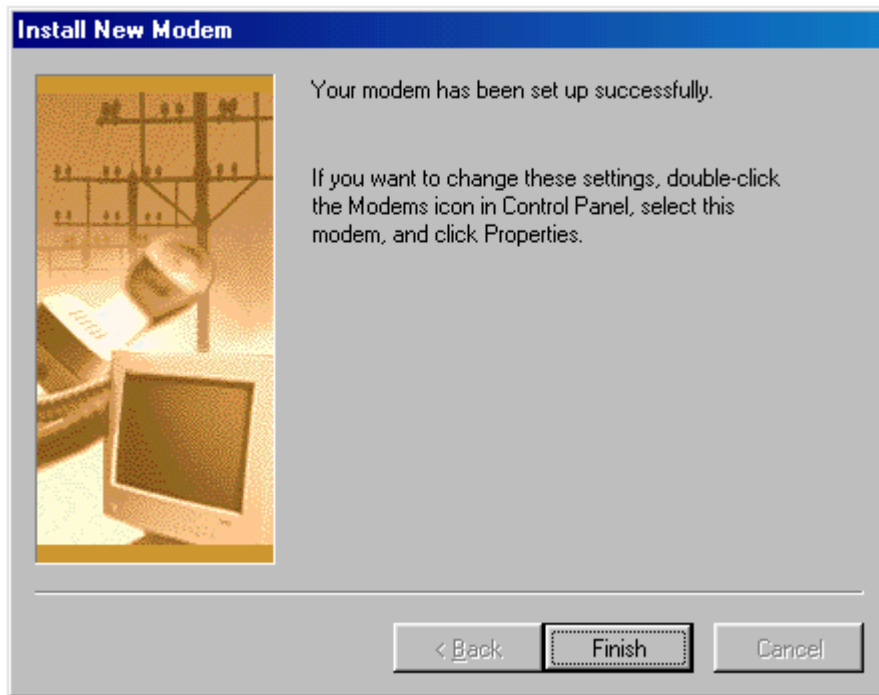 Install New Modem
Your modem has been set up successfully.
If you want to change these settings, double-click
the Modems icon in Control Panel, select this
modem, and click Properties.
< Back
Finish
Cancel